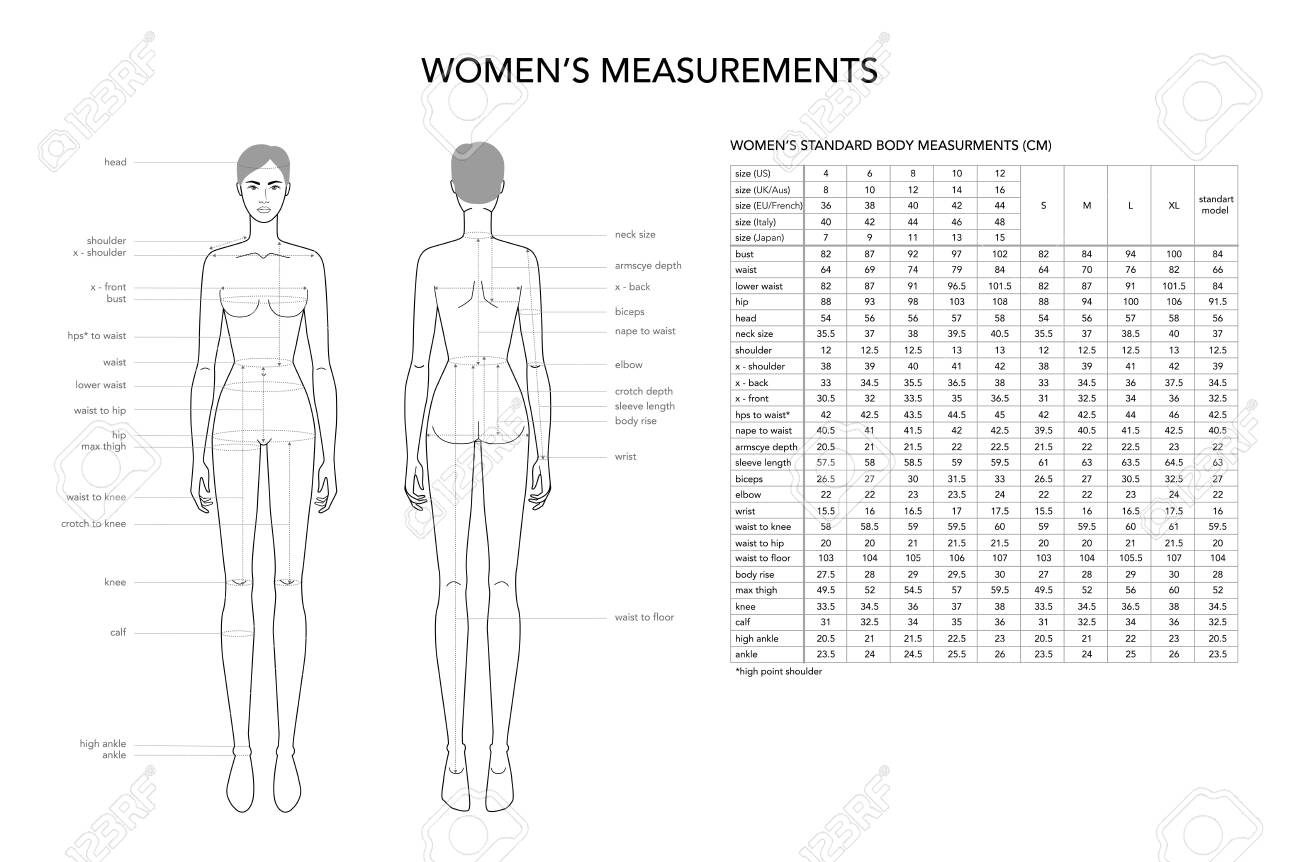 WOMEN'S MEASUREMENTS
head
shoulder
x - shoulder
x - front
bust
hps* to waist
waist
lower waist
waist to hip
hip
max thigh
waist to knee
crotch to knee
knee
calf
high ankle
ankle
neck size
armscye depth
x - back
biceps
nape to waist
elbow
crotch depth
sleeve length
body rise
wrist
waist to floor
WOMEN'S STANDARD BODY MEASURMENTS (CM)
size (US) 4 6 8 10 12
size (UK/Aus) 8 10 12 14 16
size (EU/French) 36 38 40 42 44 S M L XL standart model
size (Italy) 40 42 44 46 48
size (Japan) 7 9 11 13 15
bust 82 87 92 97 102 82 84 94 100 84
waist 64 69 74 79 84 64 70 76 82 66
lower waist 82 87 91 96.5 101.5 82 87 91 101.5 84
hip 88 93 98 103 108 88 94 100 106 91.5
head 54 56 56 57 58 54 56 57 58 56
neck size 35.5 37 38 39.5 40.5 35.5 37 38.5 40 37
shoulder 12 12.5 12.5 13 13 12 12.5 12.5 13 12.5
x - shoulder 38 39 40 41 42 38 39 41 42 39
x - back 33 34.5 35.5 36.5 38 33 34.5 36 37.5 34.5
x - front 30.5 32 33.5 35 36.5 31 32.5 34 36 32.5
hps to waist* 42 42.5 43.5 44.5 45 42 42.5 44 46 42.5
nape to waist 40.5 41 41.5 42 42.5 39.5 40.5 41.5 42.5 40.5
armscye depth 20.5 21 21.5 22 22.5 21.5 22 22.5 23 22
sleeve length 57.5 58 58.5 59 59.5 61 63 63.5 64.5 63
biceps 26.5 27 30 31.5 33 26.5 27 30.5 32.5 27
elbow 22 22 23 23.5 24 22 22 23 24 22
wrist 15.5 16 16.5 17 17.5 15.5 16 16.5 17.5 16
waist to knee 58 58.5 59 59.5 60 59 59.5 60 61 59.5
waist to hip 20 20 21 21.5 21.5 20 20 21 21.5 20
waist to floor 103 104 105 106 107 103 104 105.5 107 104
body rise 27.5 28 29 29.5 30 27 28 29 30 28
max thigh 49.5 52 54.5 57 59.5 49.5 52 56 60 52
knee 33.5 34.5 36 37 38 33.5 34.5 36.5 38 34.5
calf 31 32.5 34 35 36 31 32.5 34 36 32.5
high ankle 20.5 21 21.5 22.5 23 20.5 21 22 23 20.5
ankle 23.5 24 24.5 25.5 26 23.5 24 25 26 23.5
*high point shoulder
123RF
123RF
123RF
123RF
123RF
123RF
123RF